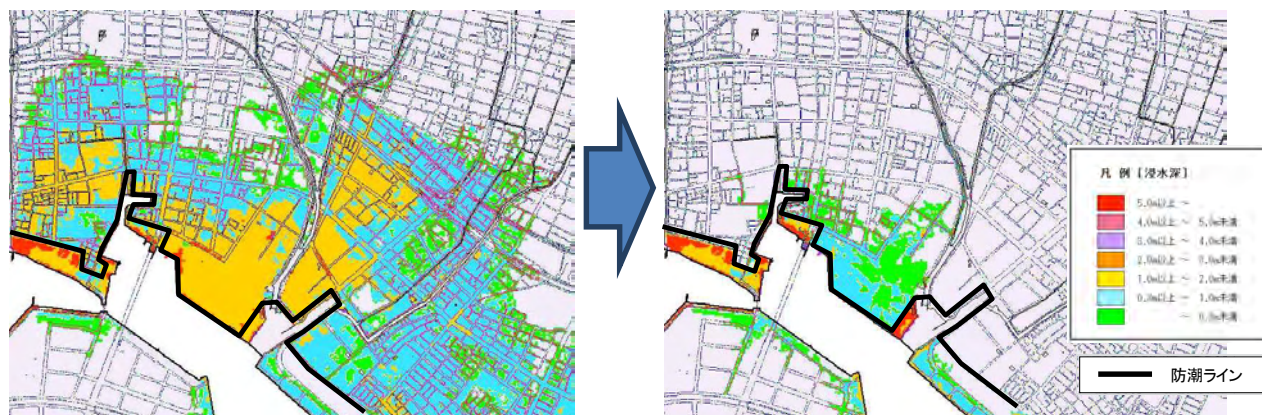 凡 例 [浸水深]
5.0m以上 ~
4.0m以上 ~ 5.0m未満
3.0m以上 ~ 4.0m未満
2.0m以上 ~ 3.0m未満
1.0m以上 ~ 2.0m未満
0.3m以上 ~ 1.0m未満
~ 0.3m未満
防潮ライン